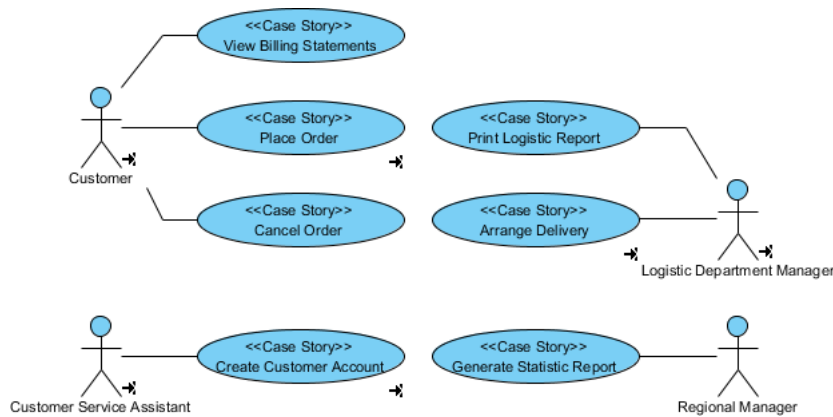 <<Case Story>>
View Billing Statements
<<Case Story>>
Place Order
<<Case Story>>
Print Logistic Report
Customer
<<Case Story>>
Cancel Order
<<Case Story>>
Arrange Delivery
Logistic Department Manager
<<Case Story>>
Create Customer Account
<<Case Story>>
Generate Statistic Report
Customer Service Assistant
Regional Manager